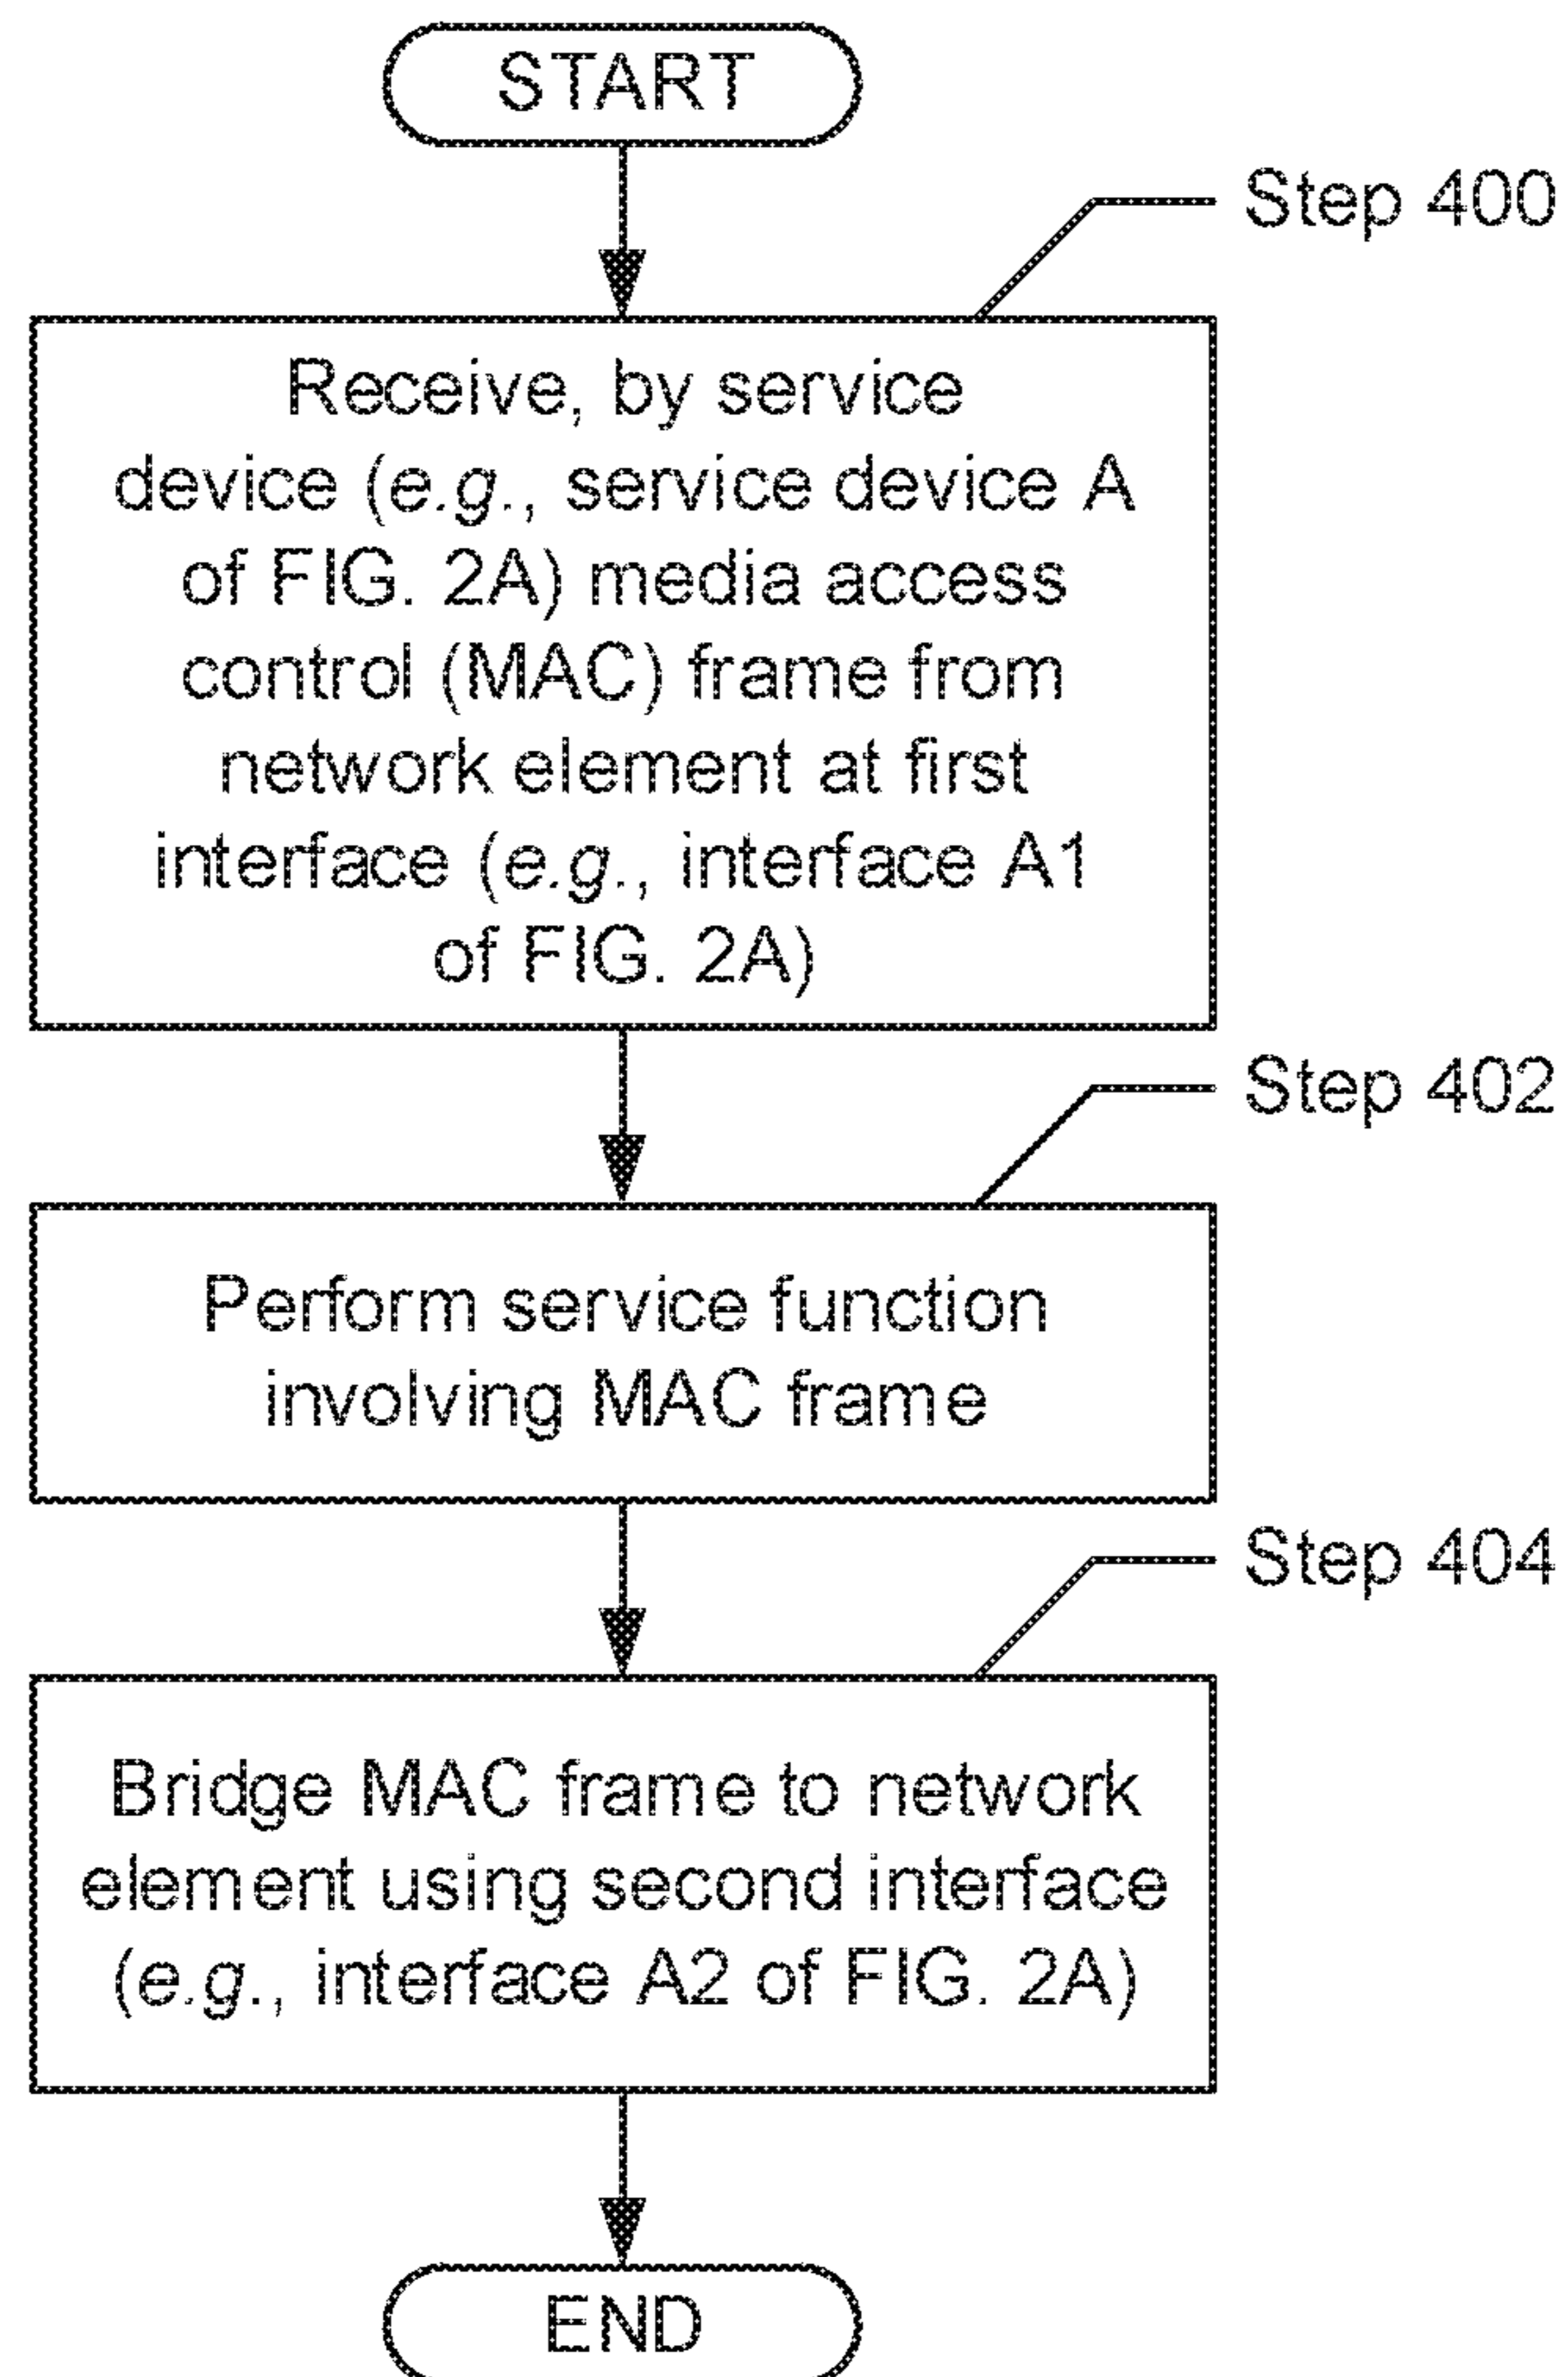 START
Step 400
Receive, by service
device (e.g., service device A
of FIG. 2A) media access
control (MAC) frame from
network element at first
interface (e.g., interface A1
of FIG. 2A)
Step 402
Perform service function
involving MAC frame
Step 404
Bridge MAC frame to network
element using second interface
(e.g., interface A2 of FIG. 2A)
END